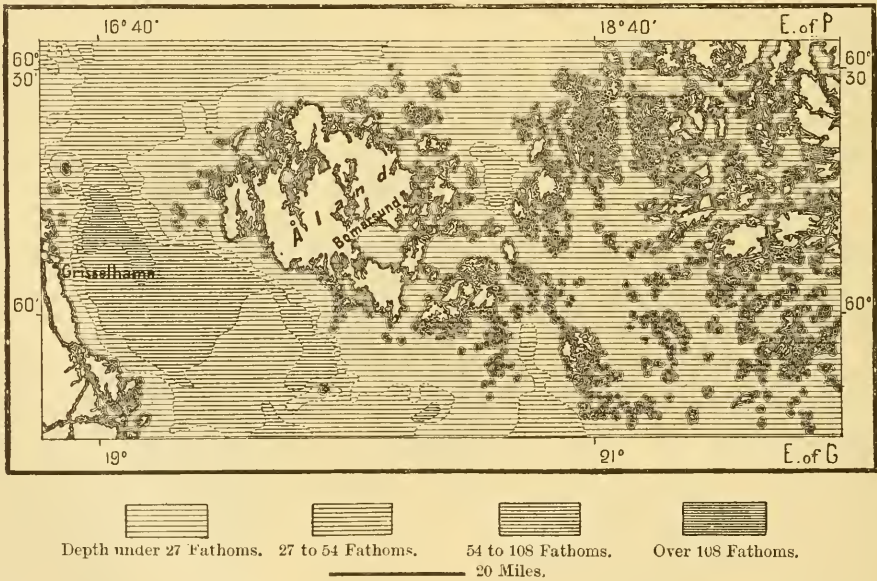 16°40' 18°40' E. of P
60° 60°
30' 30'
Åland
Bomarsund
Grisselhamn
60' 60°
19° 21° E. of G
Depth under 27 Fathoms. 27 to 54 Fathoms. 54 to 108 Fathoms. Over 108 Fathoms.
20 Miles.